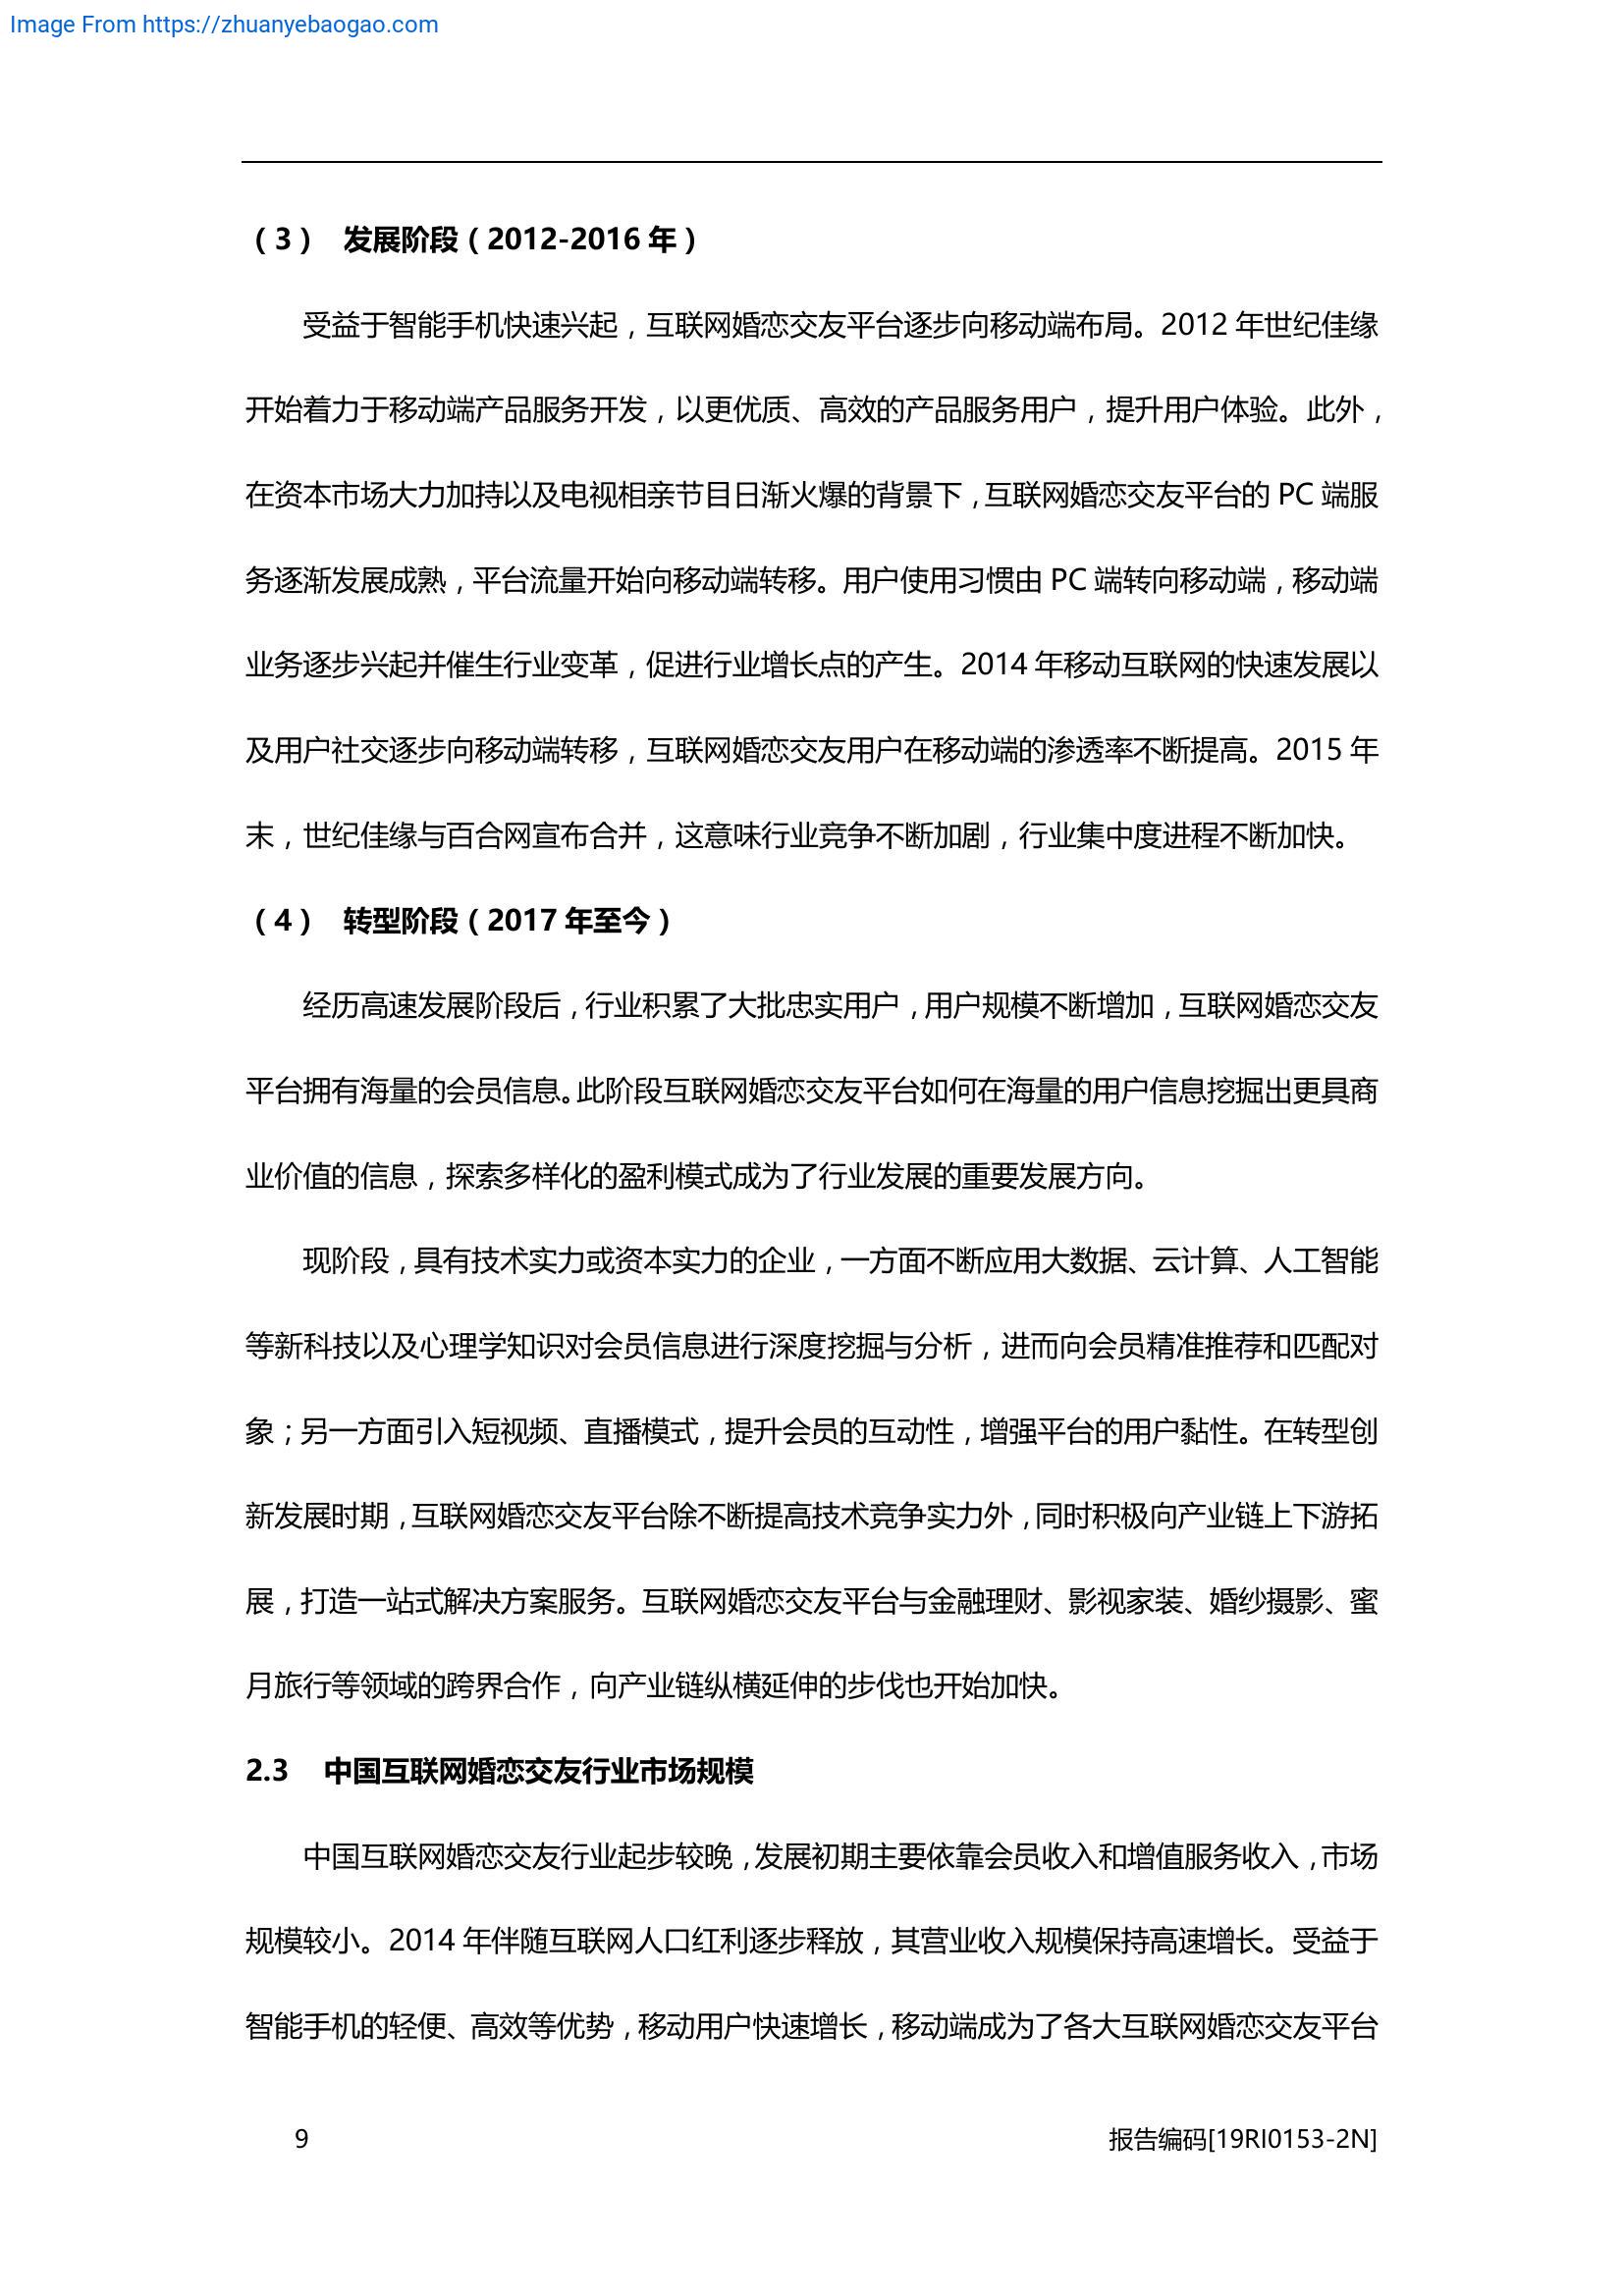 Image From https://zhuanyebaogao.com
（3） 发展阶段（2012-2016 年）
受益于智能手机快速兴起，互联网婚恋交友平台逐步向移动端布局。2012 年世纪佳缘
开始着力于移动端产品服务开发，以更优质、高效的产品服务用户，提升用户体验。此外，
在资本市场大力加持以及电视相亲节目日渐火爆的背景下，互联网婚恋交友平台的 PC 端服
务逐渐发展成熟，平台流量开始向移动端转移。用户使用习惯由 PC 端转向移动端，移动端
业务逐步兴起并催生行业变革，促进行业增长点的产生。2014 年移动互联网的快速发展以
及用户社交逐步向移动端转移，互联网婚恋交友用户在移动端的渗透率不断提高。2015 年
末，世纪佳缘与百合网宣布合并，这意味行业竞争不断加剧，行业集中度进程不断加快。
（4） 转型阶段（2017 年至今）
经历高速发展阶段后，行业积累了大批忠实用户，用户规模不断增加，互联网婚恋交友
平台拥有海量的会员信息。此阶段互联网婚恋交友平台如何在海量的用户信息挖掘出更具商
业价值的信息，探索多样化的盈利模式成为了行业发展的重要发展方向。
现阶段，具有技术实力或资本实力的企业，一方面不断应用大数据、云计算、人工智能
等新科技以及心理学知识对会员信息进行深度挖掘与分析，进而向会员精准推荐和匹配对
象；另一方面引入短视频、直播模式，提升会员的互动性，增强平台的用户黏性。在转型创
新发展时期，互联网婚恋交友平台除不断提高技术竞争实力外，同时积极向产业链上下游拓
展，打造一站式解决方案服务。互联网婚恋交友平台与金融理财、影视家装、婚纱摄影、蜜
月旅行等领域的跨界合作，向产业链纵横延伸的步伐也开始加快。
2.3 中国互联网婚恋交友行业市场规模
中国互联网婚恋交友行业起步较晚，发展初期主要依靠会员收入和增值服务收入，市场
规模较小。2014 年伴随互联网人口红利逐步释放，其营业收入规模保持高速增长。受益于
智能手机的轻便、高效等优势，移动用户快速增长，移动端成为了各大互联网婚恋交友平台
9 报告编码[19RI0153-2N]